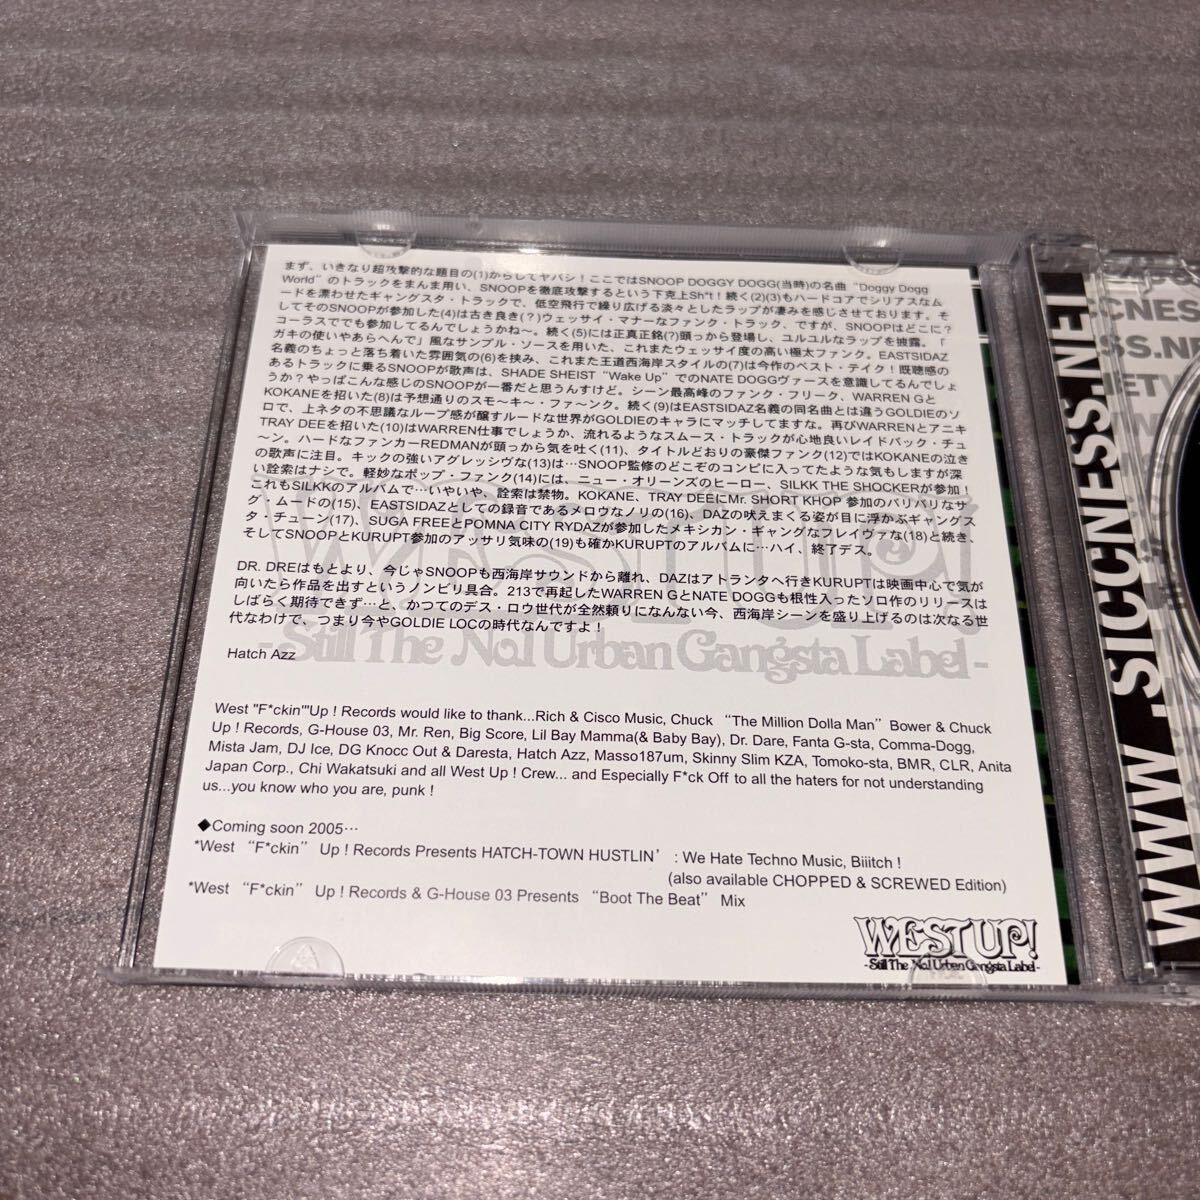 まず、いきなり超攻撃的な題目の(1)からしてヤバシ！ここではSNOOP DOGGY DOGG(当時)の名曲“Doggy Dogg
World”のトラックをまんま用い、SNOOPを徹底攻撃するという下克上Sh*t！続く(2)(3)もハードコアでシリアスなム
ードを漂わせたギャングスタ・トラックで、低空飛行で繰り広げる淡々としたラップが凄みを感じさせております。そ
してそのSNOOPが参加した(4)は古き良き(？)ウェッサイ・マナーなファンク・トラック、ですが、SNOOPはどこに？
コーラスででも参加してるんでしょうかね〜。続く(5)には正真正銘(？)頭っから登場し、ユルユルなラップを披露。「
ガキの使いやあらへんで」風なサンプル・ソースを用いた、これまたウェッサイ度の高い極太ファンク。EASTSIDAZ
名義のちょっと落ち着いた雰囲気の(6)を挟み、これまた王道西海岸スタイルの(7)は今作のベスト・テイク！既聴感の
あるトラックに乗るSNOOPが歌声は、SHADE SHEIST“Wake Up”でのNATE DOGGヴァースを意識してるんでしょ
うか？やっぱこんな感じのSNOOPが一番だと思うんすけど。シーン最高峰のファンク・フリーク、WARREN Gと
KOKANEを招いた(8)は予想通りのスモ〜キ〜・ファ〜ンク。続く(9)はEASTSIDAZ名義の同名曲とは違うGOLDIEのソ
ロで、上ネタの不思議なループ感が醸すルードな世界がGOLDIEのキャラにマッチしてますな。再びWARRENとアニキ
TRAY DEEを招いた(10)はWARREN仕事でしょうか、流れるようなスムース・トラックが心地良いレイドバック・チュ
〜ン。ハードなファンカーREDMANが頭っから気を吐く(11)、タイトルどおりの豪傑ファンク(12)ではKOKANEの泣き
の歌声に注目。キックの強いアグレッシヴな(13)は…SNOOP監修のどこぞのコンピに入ってたような気もしますが深
い詮索はナシで。軽妙なポップ・ファンク(14)には、ニュー・オリーンズのヒーロー、SILKK THE SHOCKERが参加！
これもSILKKのアルバムで…いやいや、詮索は禁物。KOKANE、TRAY DEEにMr. SHORT KHOP 参加のバリバリなサ
グ・ムードの(15)、EASTSIDAZとしての録音であるメロウなノリの(16)、DAZの吠えまくる姿が目に浮かぶギャングス
タ・チューン(17)、SUGA FREEとPOMNA CITY RYDAZが参加したメキシカン・ギャングなフレイヴァな(18)と続き、
そしてSNOOPとKURUPT参加のアッサリ気味の(19)も確かKURUPTのアルバムに…ハイ、終了デス。
DR. DREはもとより、今じゃSNOOPも西海岸サウンドから離れ、DAZはアトランタへ行きKURUPTは映画中心で気が
向いたら作品を出すというノンビリ具合。213で再起したWARREN GとNATE DOGGも根性入ったソロ作のリリースは
しばらく期待できず…と、かつてのデス・ロウ世代が全然頼りになんない今、西海岸シーンを盛り上げるのは次なる世
代なわけで、つまり今やGOLDIE LOCの時代なんですよ！
Hatch Azz
WEST UP!
-Still The No.1 Urban Gangsta Label-
West "F*ckin'"Up ! Records would like to thank...Rich & Cisco Music, Chuck “The Million Dolla Man” Bower & Chuck
Up ! Records, G-House 03, Mr. Ren, Big Score, Lil Bay Mamma(& Baby Bay), Dr. Dare, Fanta G-sta, Comma-Dogg,
Mista Jam, DJ Ice, DG Knocc Out & Daresta, Hatch Azz, Masso187um, Skinny Slim KZA, Tomoko-sta, BMR, CLR, Anita
Japan Corp., Chi Wakatsuki and all West Up ! Crew... and Especially F*ck Off to all the haters for not understanding
us...you know who you are, punk !
◆Coming soon 2005…
*West “F*ckin” Up ! Records Presents HATCH-TOWN HUSTLIN’ : We Hate Techno Music, Biiitch !
(also available CHOPPED & SCREWED Edition)
*West “F*ckin” Up ! Records & G-House 03 Presents “Boot The Beat” Mix
WEST UP!
-Still The No.1 Urban Gangsta Label-
WWW.SICCNESS.NET
CCNESS
SS.NE